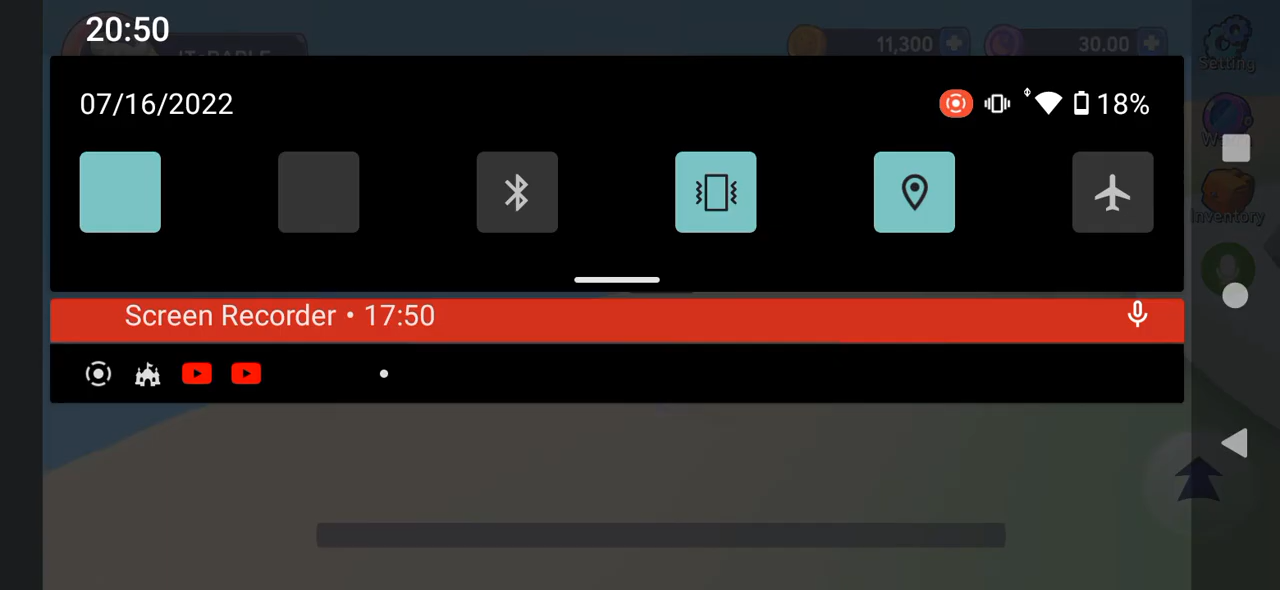 20:50
11,300
30.00
Setting
07/16/2022
18%
Inventory
Screen Recorder • 17:50